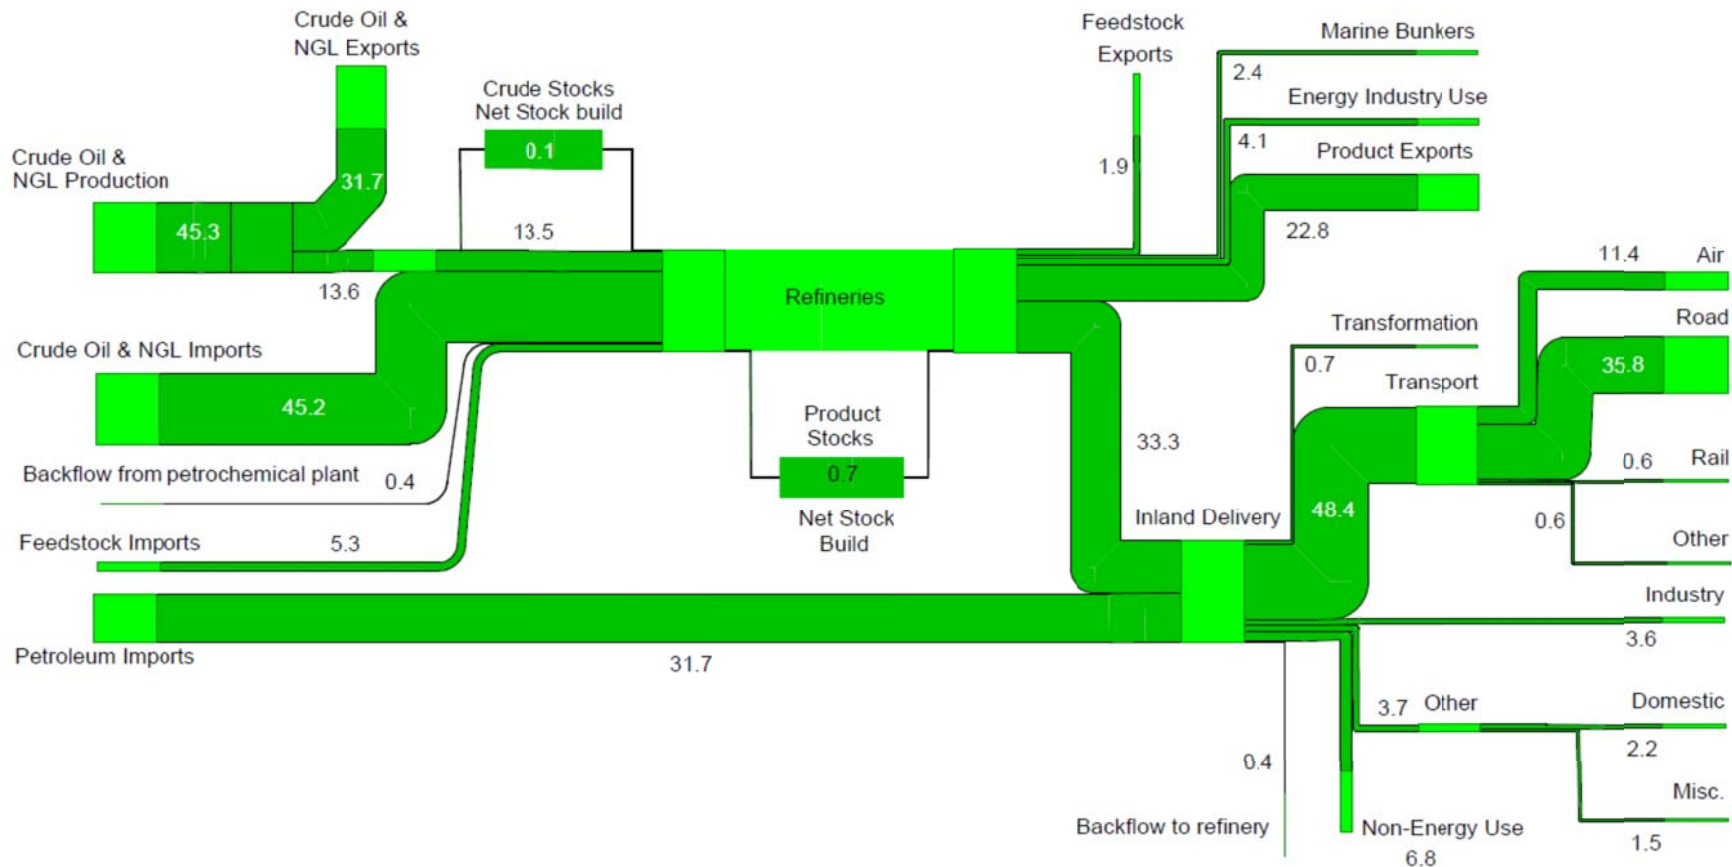 Crude Oil &
NGL Exports
Feedstock
Exports
Marine Bunkers
2.4
Crude Stocks
Net Stock build
0.1
Energy Industry Use
4.1
Crude Oil &
NGL Production
Product Exports
1.9
31.7
45.3
13.5
22.8
11.4
Air
13.6
Refineries
Road
Transformation
0.7
Crude Oil & NGL Imports
35.8
Transport
45.2
Product
Stocks
33.3
0.7
Backflow from petrochemical plant
0.4
0.6
Rail
Net Stock
Build
Inland Delivery
48.4
0.6
Feedstock Imports
5.3
Other
Industry
3.6
Petroleum Imports
31.7
3.7
Other
Domestic
2.2
0.4
Misc.
1.5
Backflow to refinery
Non-Energy Use
6.8